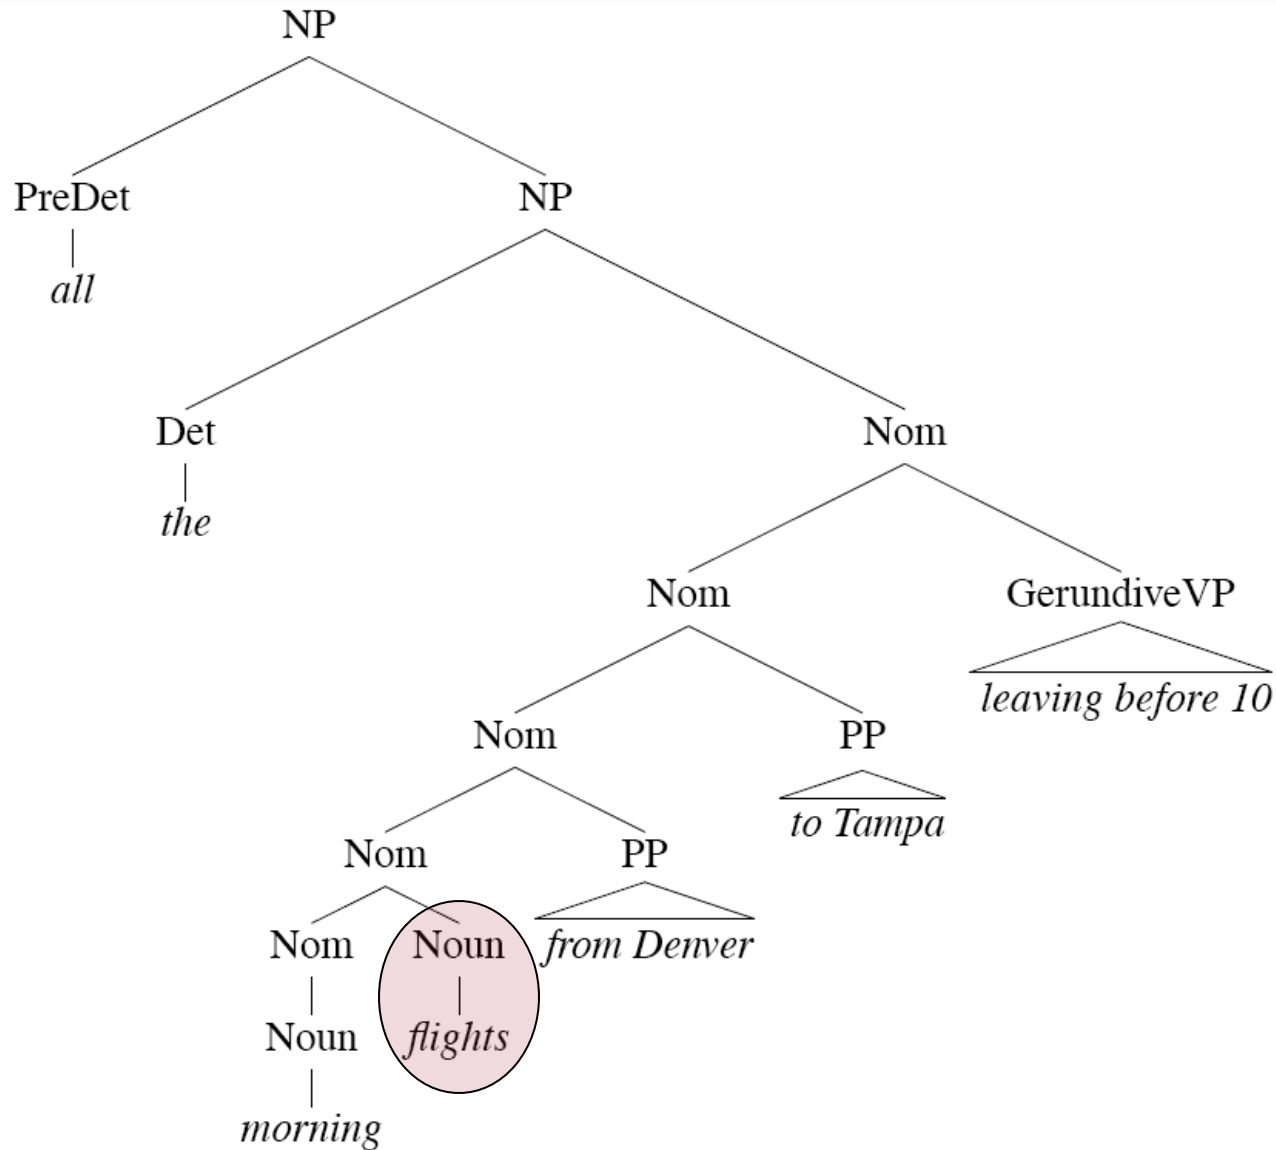 NP
PreDet NP
all
Det Nom
the
Nom GerundiveVP
leaving before 10
Nom PP
to Tampa
Nom PP
Nom Noun from Denver
Noun flights
morning